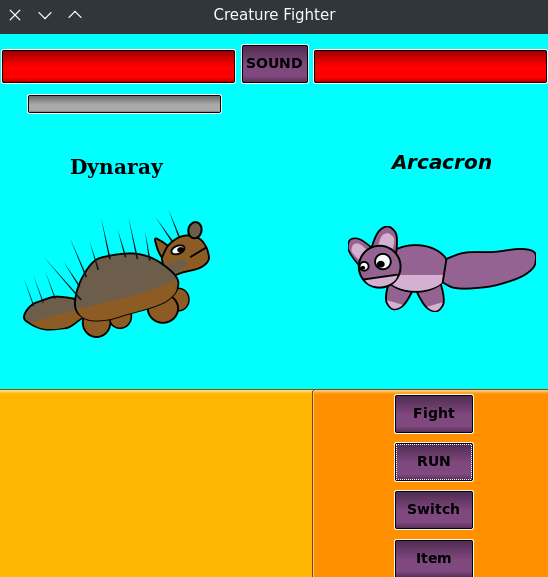 Creature Fighter
SOUND
Dynaray
Arcacron
Fight
RUN
Switch
Item